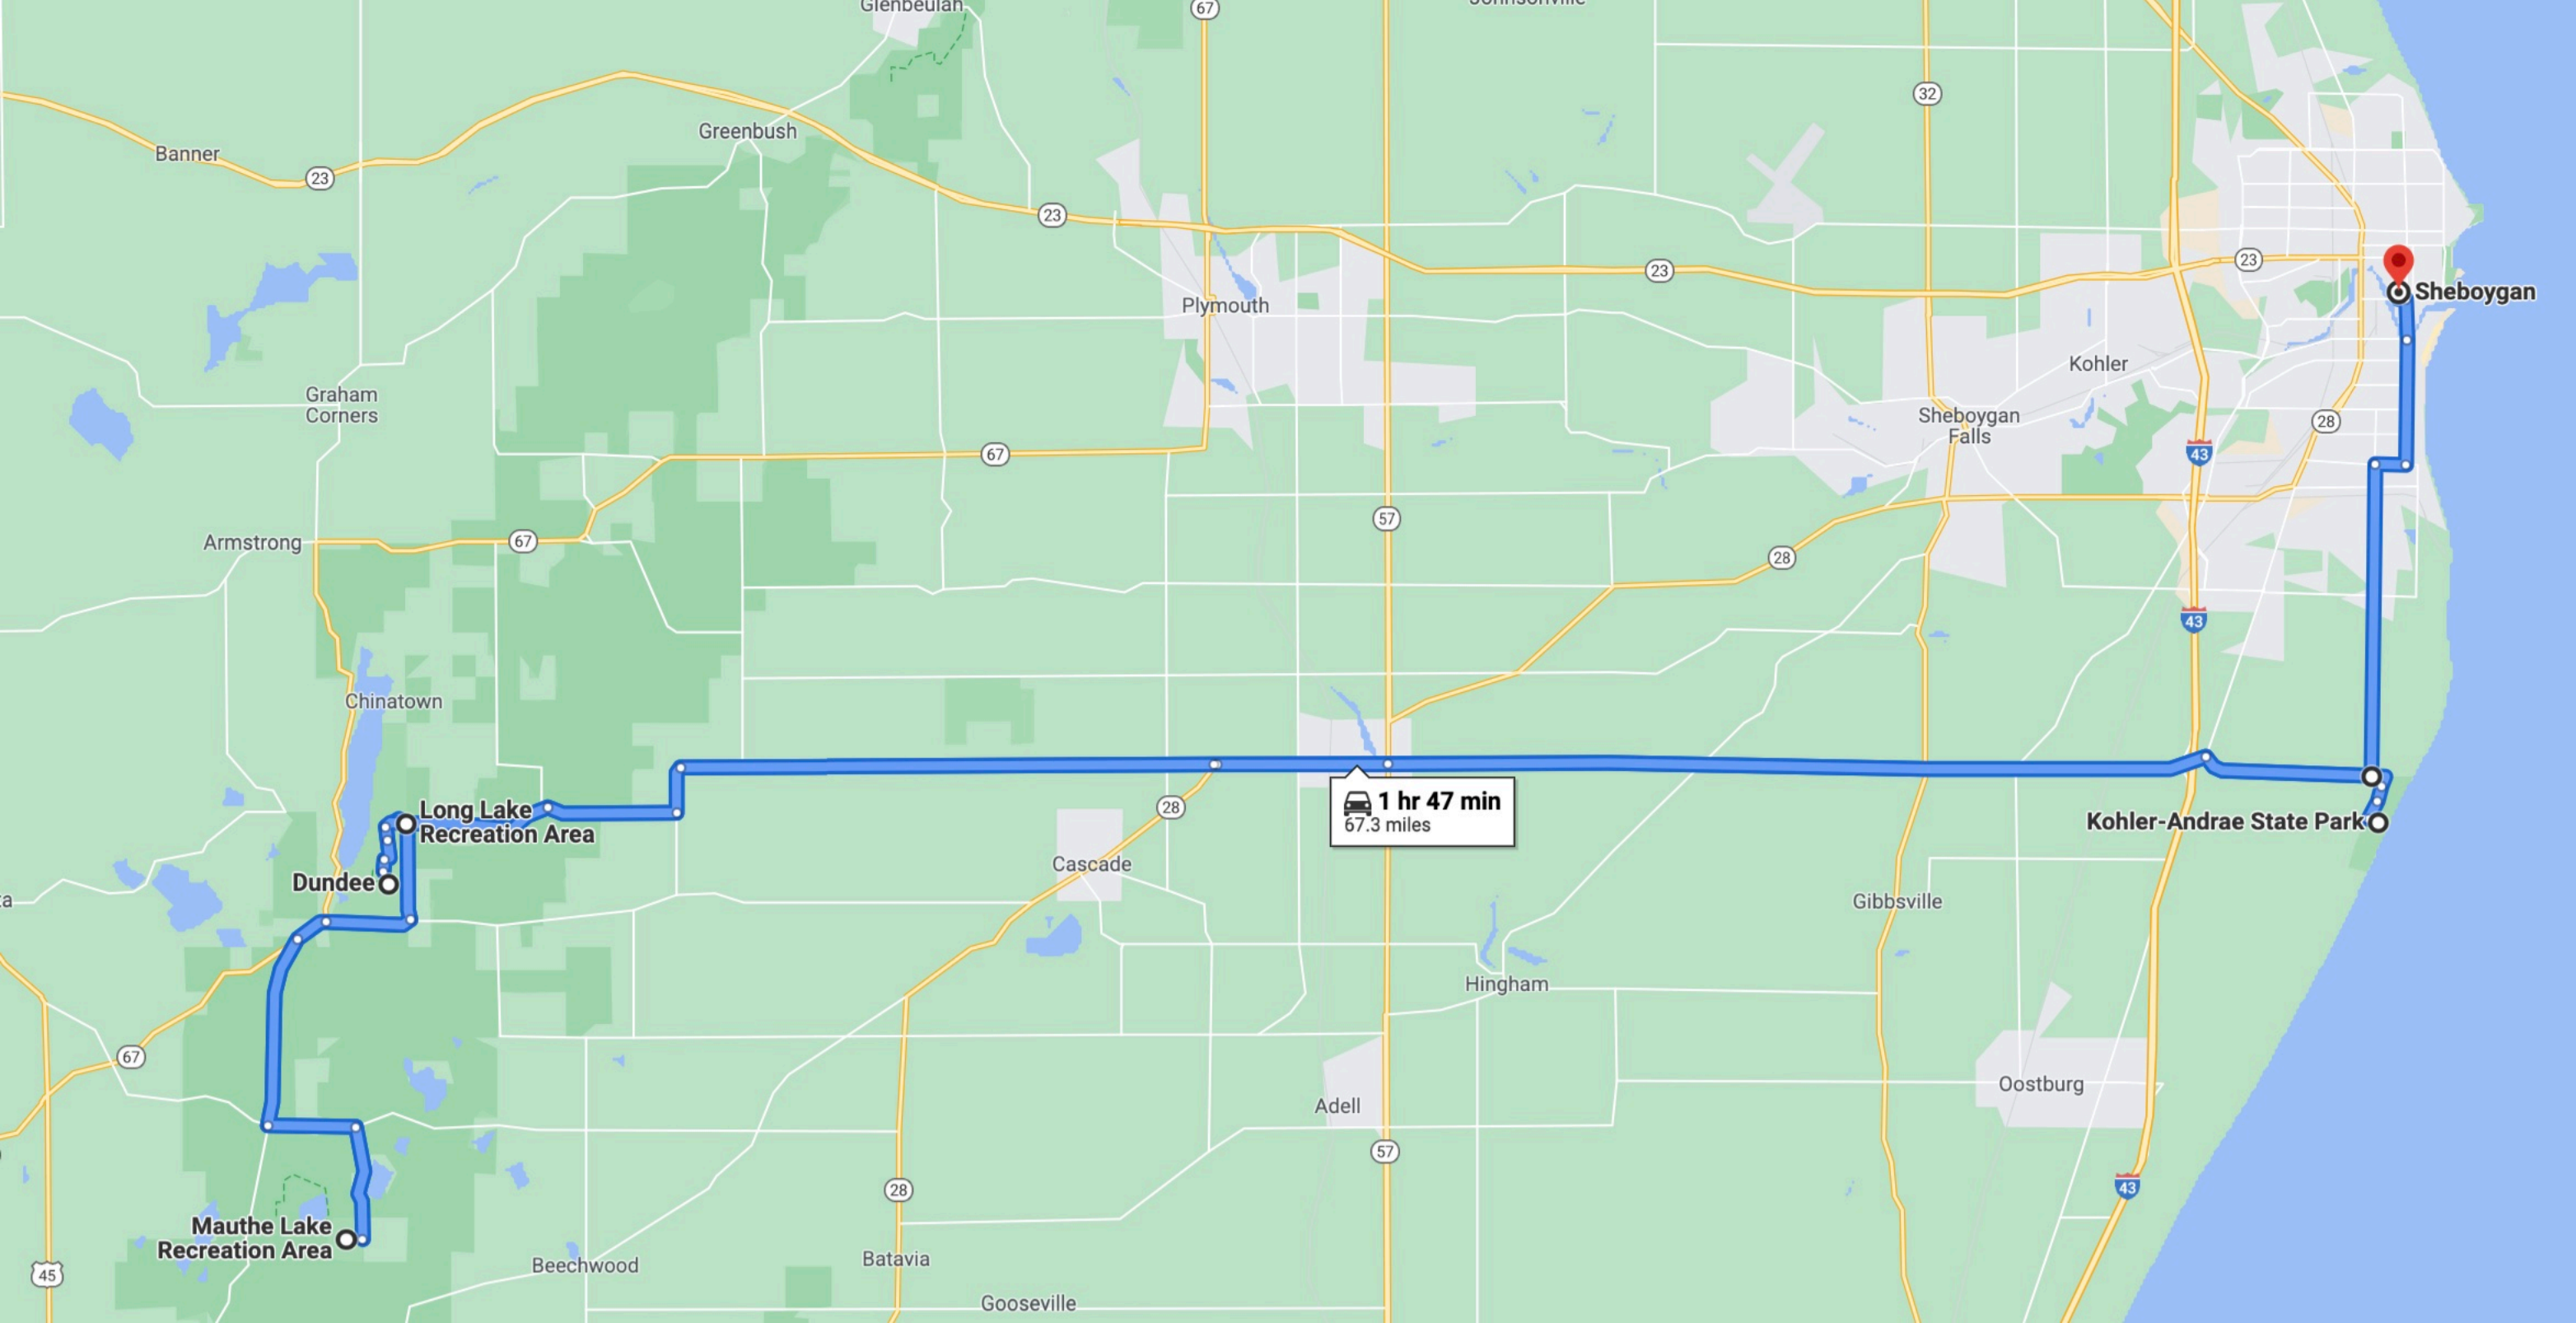 Glenbeulah
67
Johnsonville
32
Greenbush
Banner
23
23
23
23
Sheboygan
Plymouth
Kohler
Graham
Corners
Sheboygan
Falls
28
67
43
57
Armstrong
67
28
43
Chinatown
1 hr 47 min
67.3 miles
Long Lake
Recreation Area
28
Kohler-Andrae State Park
Cascade
Dundee
Gibbsville
Hingham
67
Oostburg
Adell
57
28
43
Mauthe Lake
Recreation Area
Beechwood
Batavia
45
Gooseville